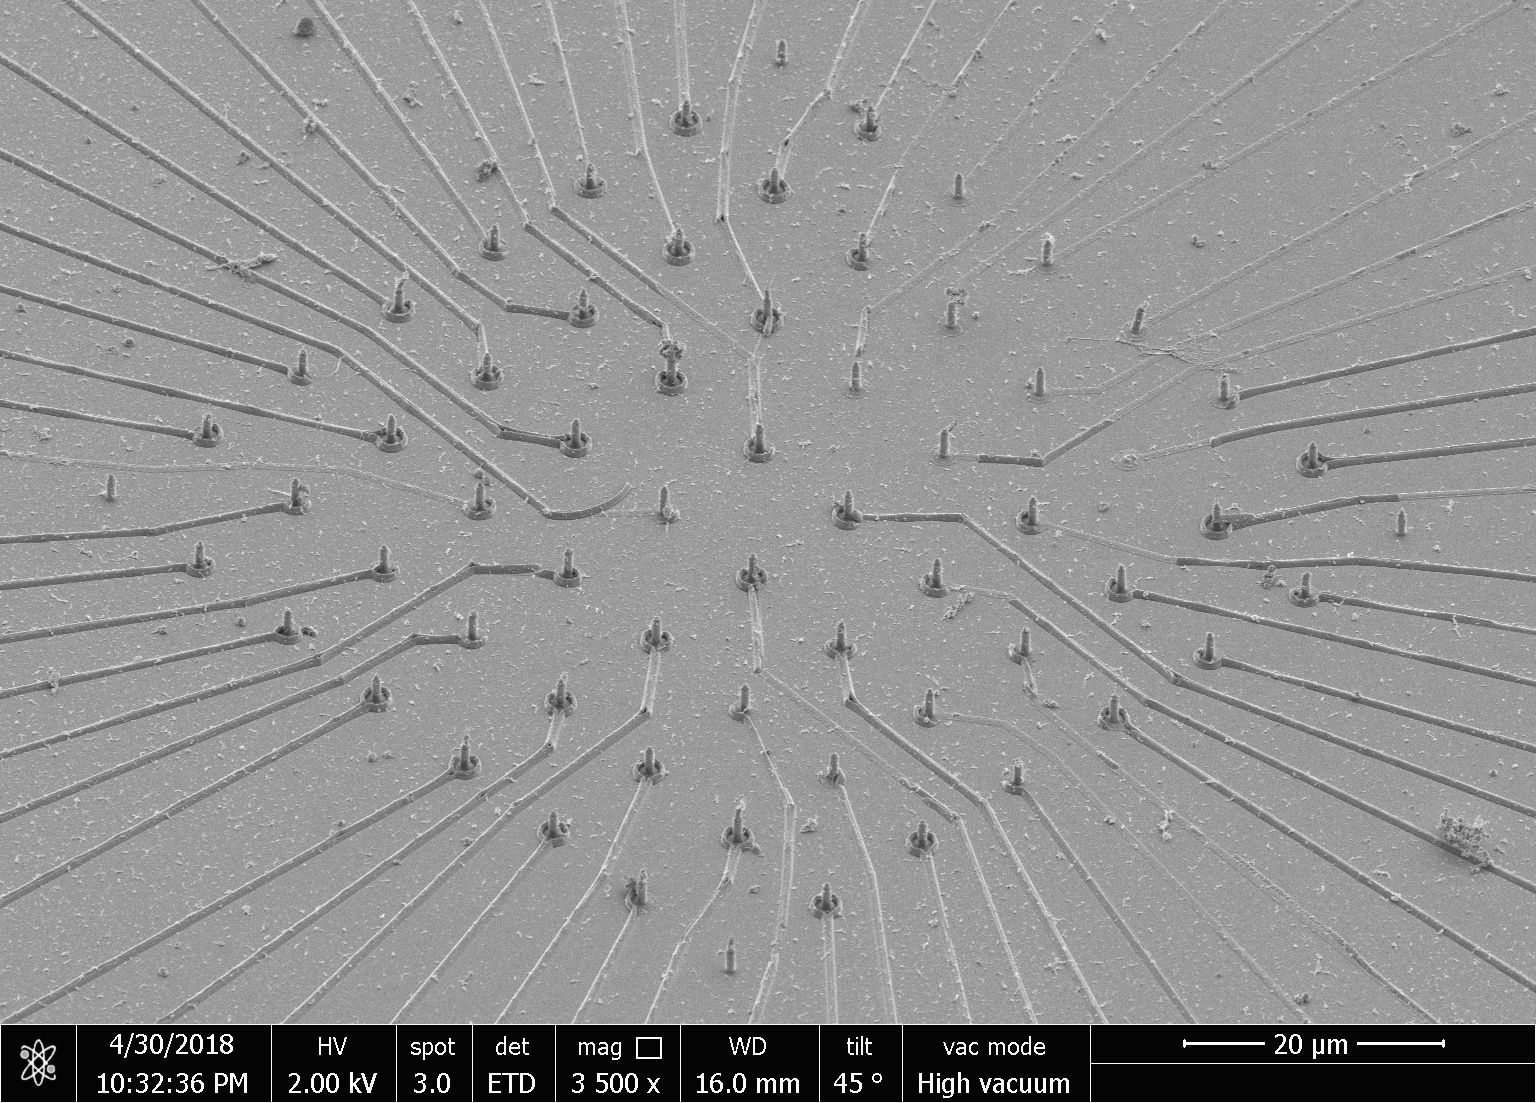 4/30/2018
10:32:36 PM
HV
2.00 kV
spot
3.0
det
ETD
mag
3 500 x
WD
16.0 mm
tilt
45 °
vac mode
High vacuum
20 µm